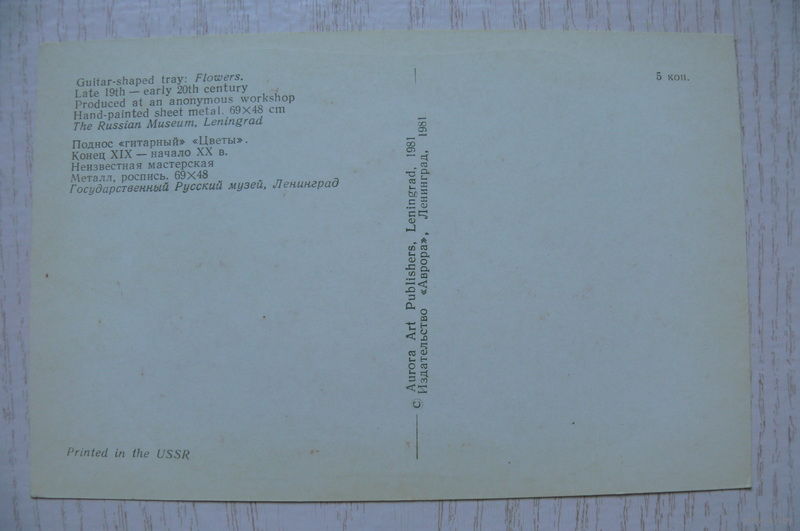 Guitar-shaped tray: Flowers.
Late 19th — early 20th century
Produced at an anonymous workshop
Hand-painted sheet metal. 69×48 cm
The Russian Museum, Leningrad
Поднос «гитарный» «Цветы».
Конец XIX — начало XX в.
Неизвестная мастерская
Металл, роспись. 69×48
Государственный Русский музей, Ленинград
Printed in the USSR
© Aurora Art Publishers, Leningrad, 1981
Издательство «Аврора», Ленинград, 1981
5 коп.